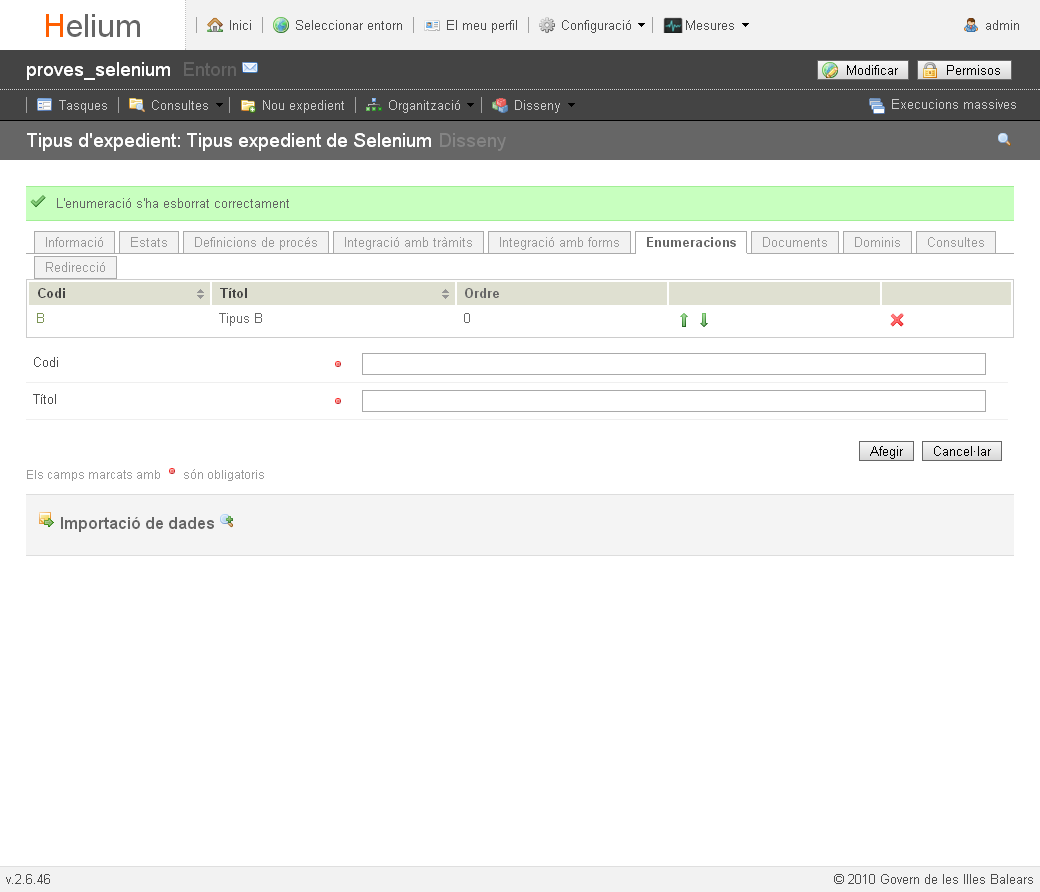 Helium Inici Seleccionar entorn El meu perfil Configuració Mesures admin
proves_selenium Entorn Modificar Permisos
Tasques Consultes Nou expedient Organització Disseny Execucions massives
Tipus d'expedient: Tipus expedient de Selenium Disseny
L'enumeració s'ha esborrat correctament
Informació Estats Definicions de procés Integració amb tràmits Integració amb forms Enumeracions Documents Dominis Consultes
Redirecció
Codi Títol Ordre
B Tipus B 0
Codi
Títol
Afegir Cancel·lar
Els camps marcats amb són obligatoris
Importació de dades
v.2.6.46 © 2010 Govern de les Illes Balears